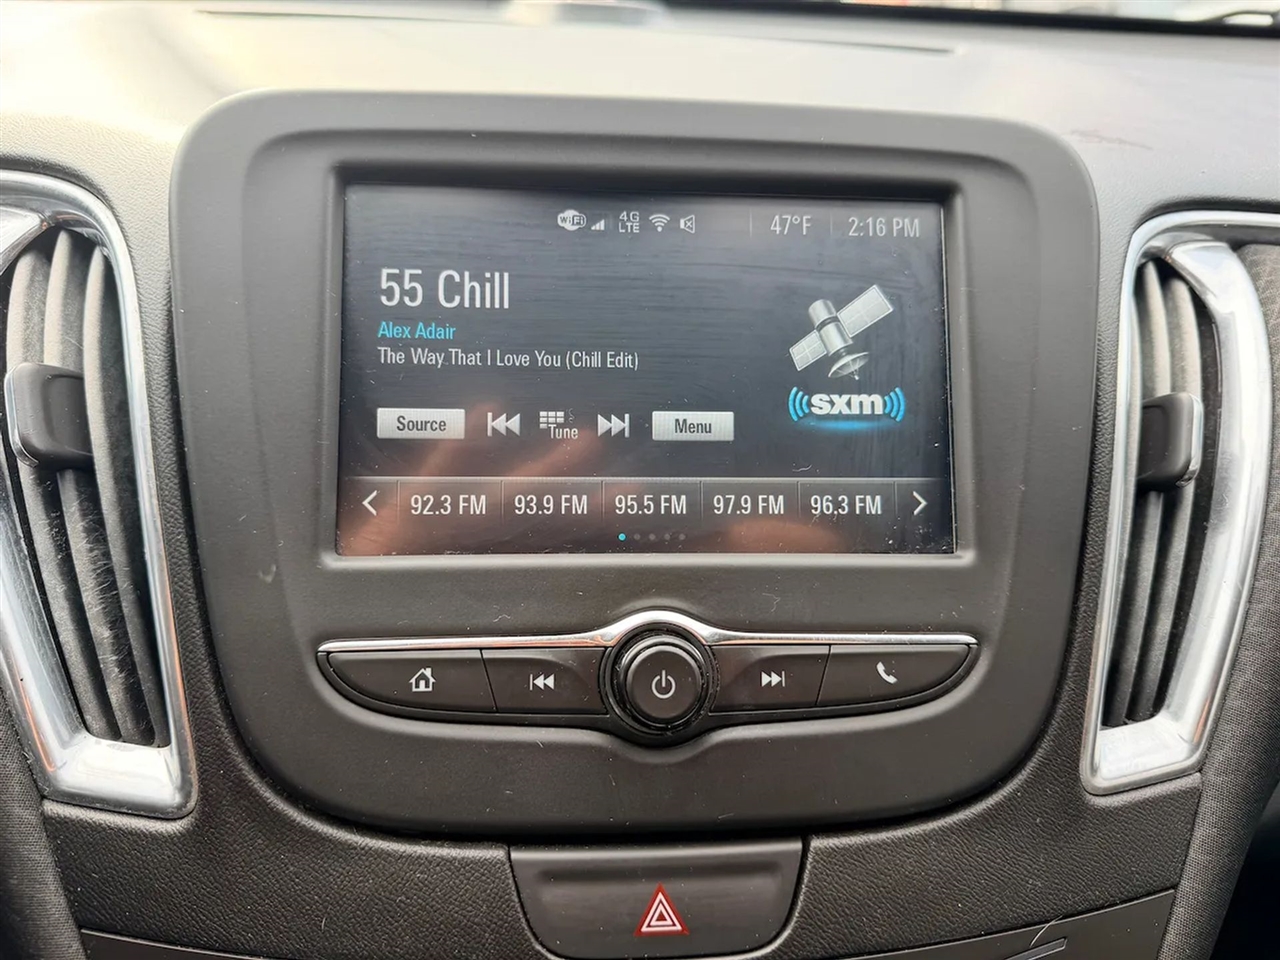 WiFi 4G LTE 47°F 2:16 PM
55 Chill
Alex Adair
The Way That I Love You (Chill Edit)
sxm
Source Tune Menu
92.3 FM 93.9 FM 95.5 FM 97.9 FM 96.3 FM